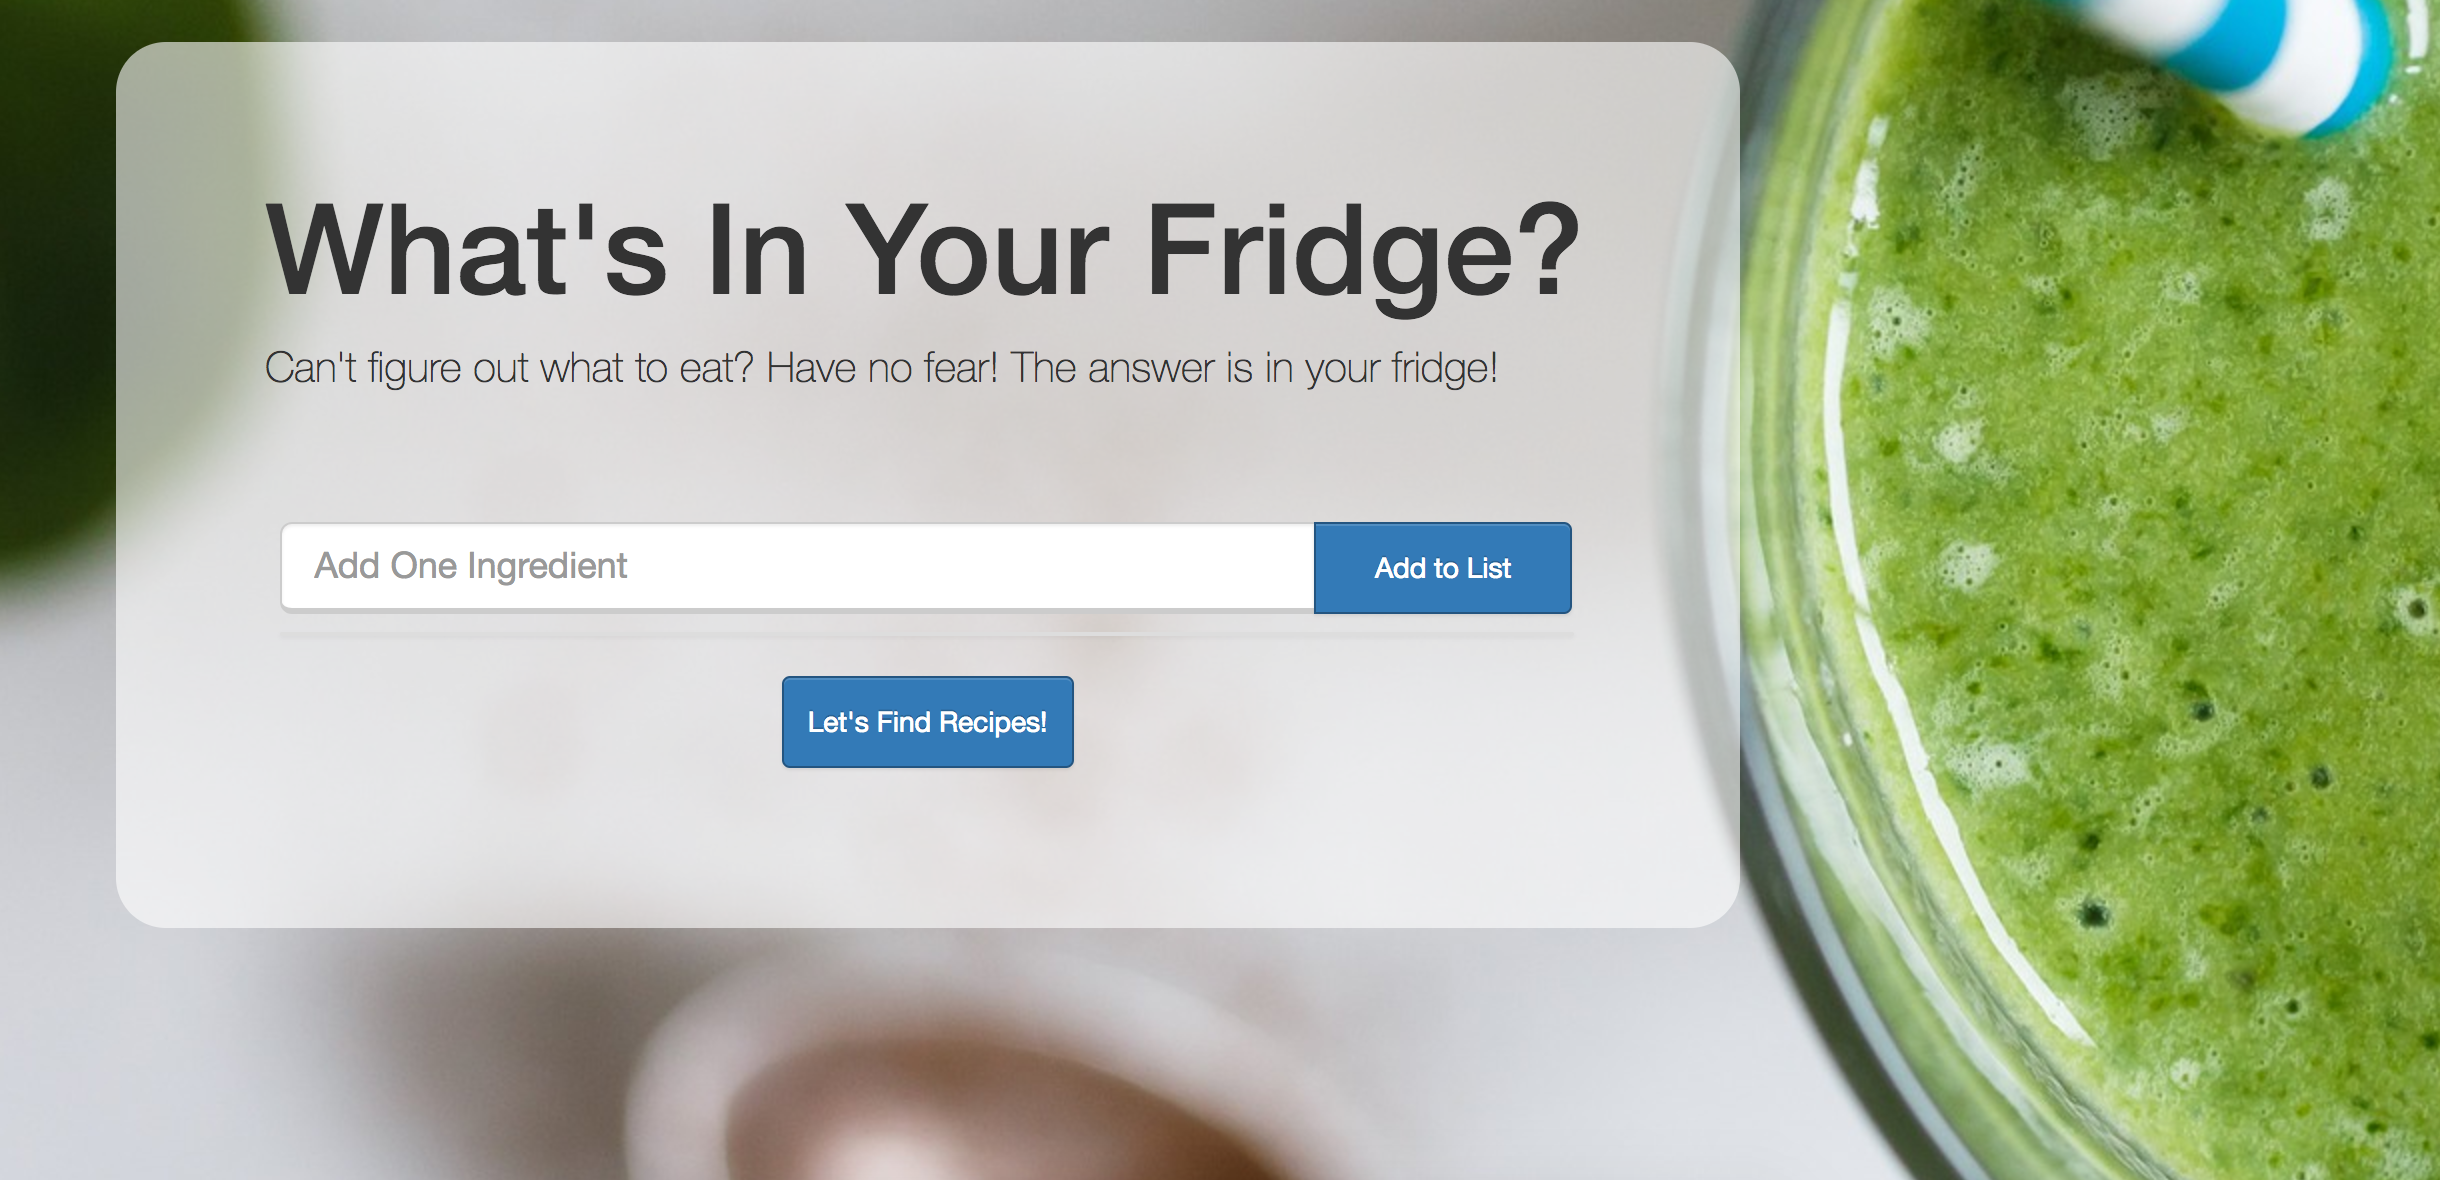 What's In Your Fridge?
Can't figure out what to eat? Have no fear! The answer is in your fridge!
Add One Ingredient
Add to List
Let's Find Recipes!